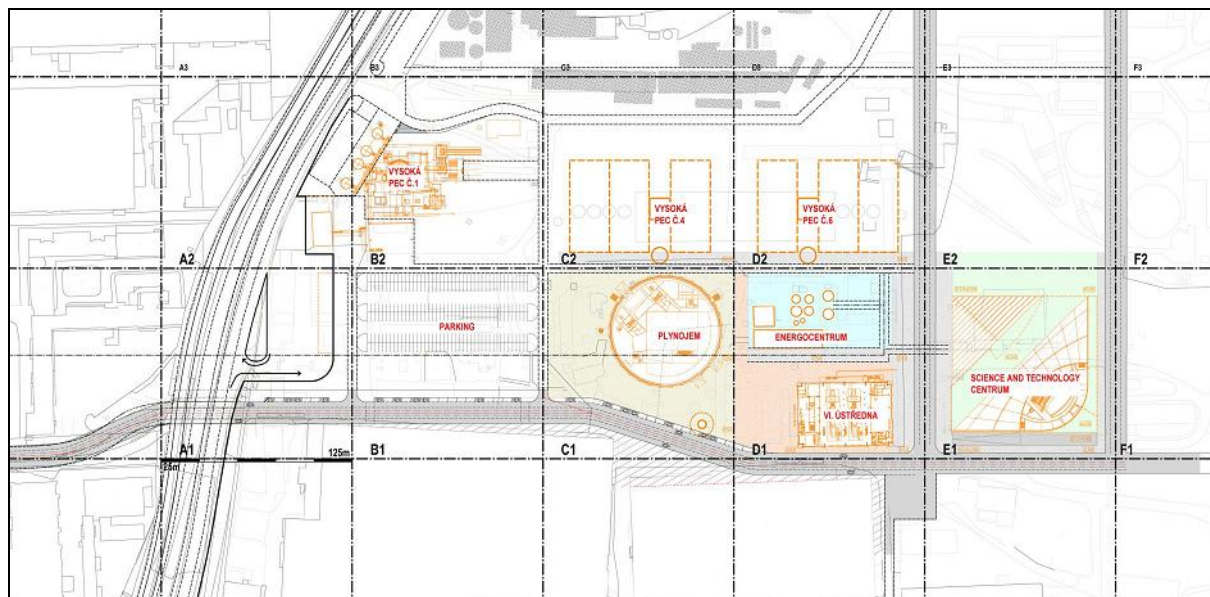 A3
B3
C3
D3
E3
F3
VYSOKÁ
PEC Č.1
VYSOKÁ
PEC Č.4
VYSOKÁ
PEC Č.6
A2
B2
C2
D2
E2
F2
PARKING
PLYNOJEM
ENERGOCENTRUM
SCIENCE AND TECHNOLOGY
CENTRUM
VI. ÚSTŘEDNA
A1
B1
C1
D1
E1
F1
25m
125m